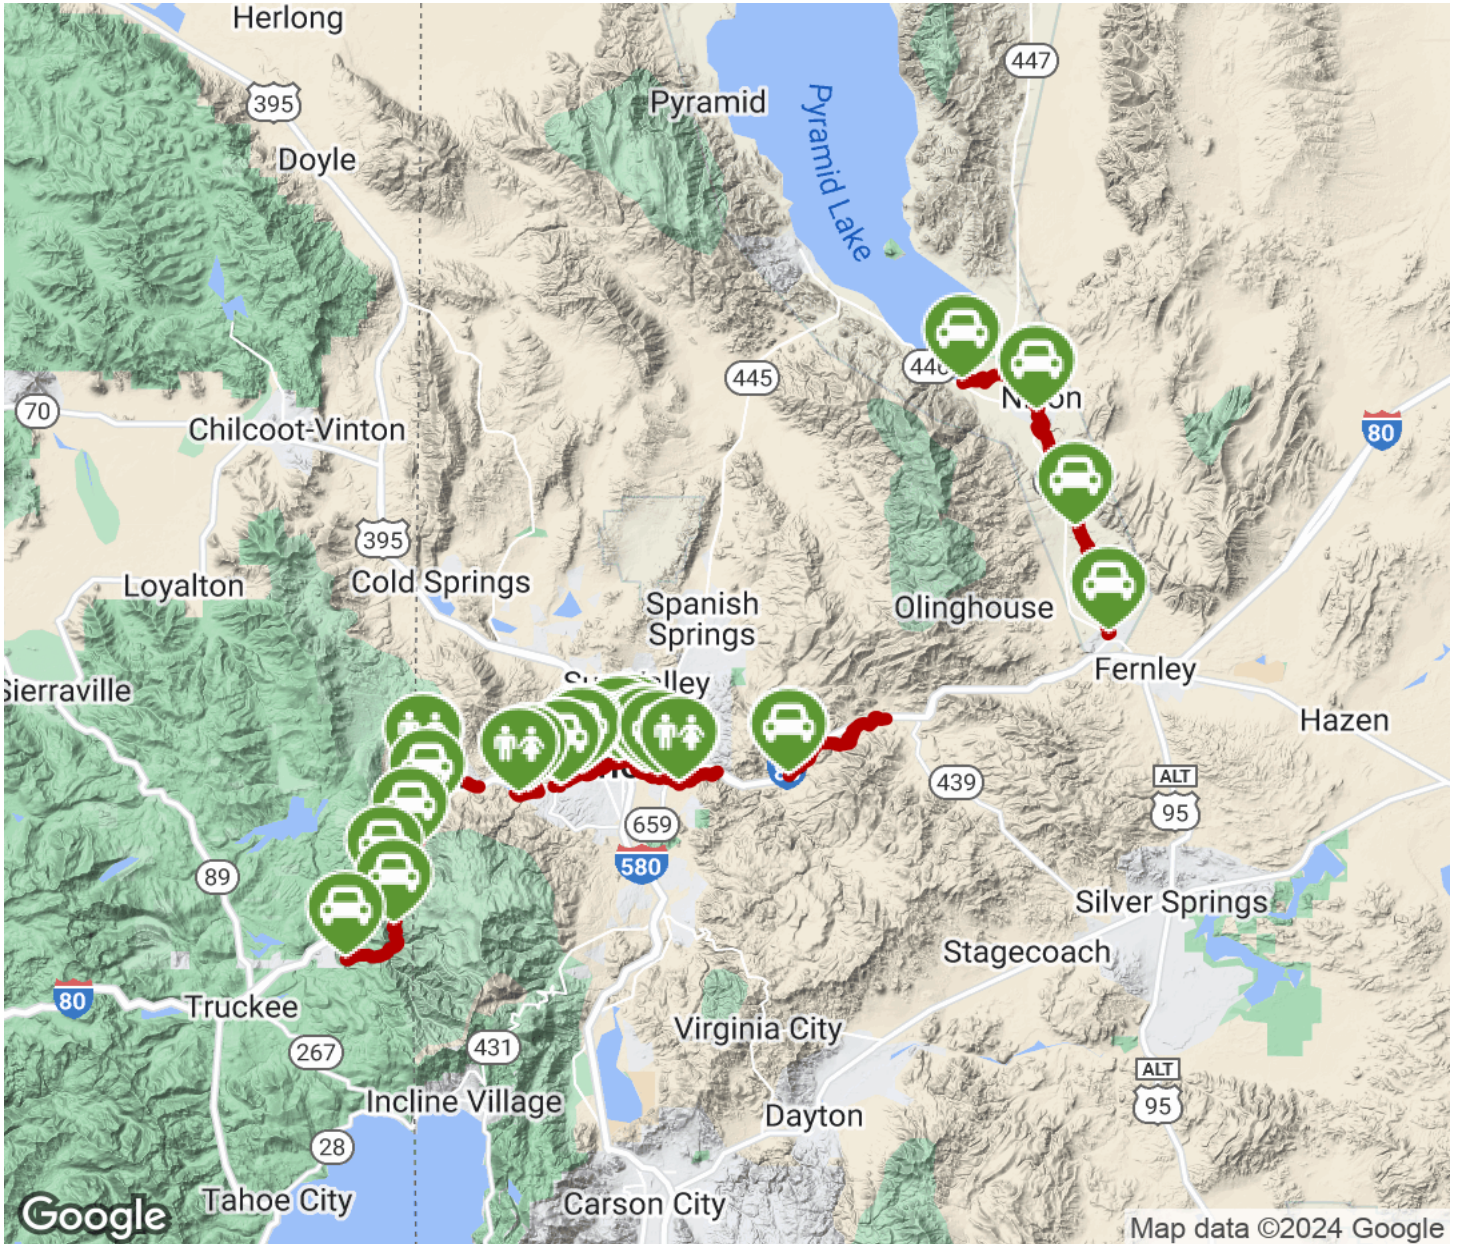 Herlong
447
395
Pyramid
Pyramid Lake
Doyle
446
445
Nixon
70
80
Chilcoot-Vinton
395
Loyalton
Cold Springs
Spanish
Springs
Olinghouse
Fernley
Sierraville
Hazen
439
ALT
95
659
580
89
Silver Springs
Stagecoach
80
Truckee
Virginia City
267
431
ALT
95
Incline Village
Dayton
28
Tahoe City
Carson City
Google
Map data ©2024 Google